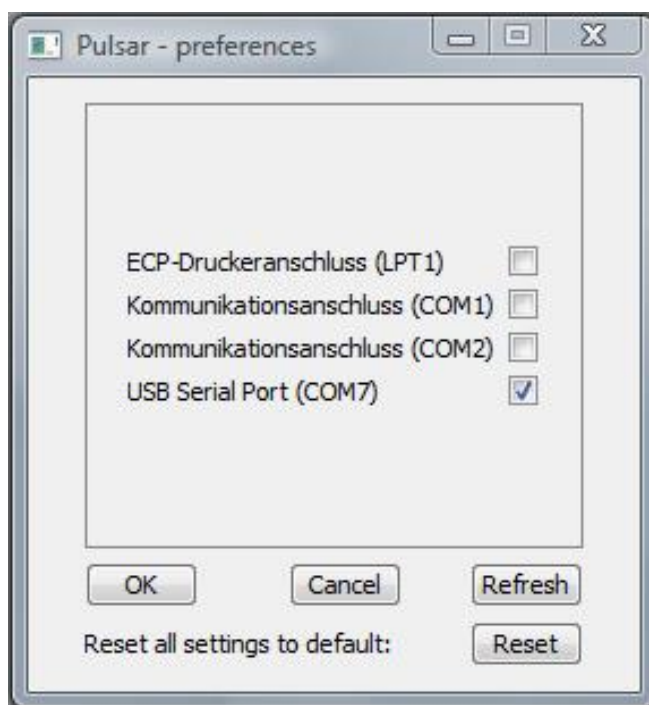 Pulsar - preferences
ECP-Druckeranschluss (LPT1)
Kommunikationsanschluss (COM1)
Kommunikationsanschluss (COM2)
USB Serial Port (COM7)
OK Cancel Refresh
Reset all settings to default: Reset